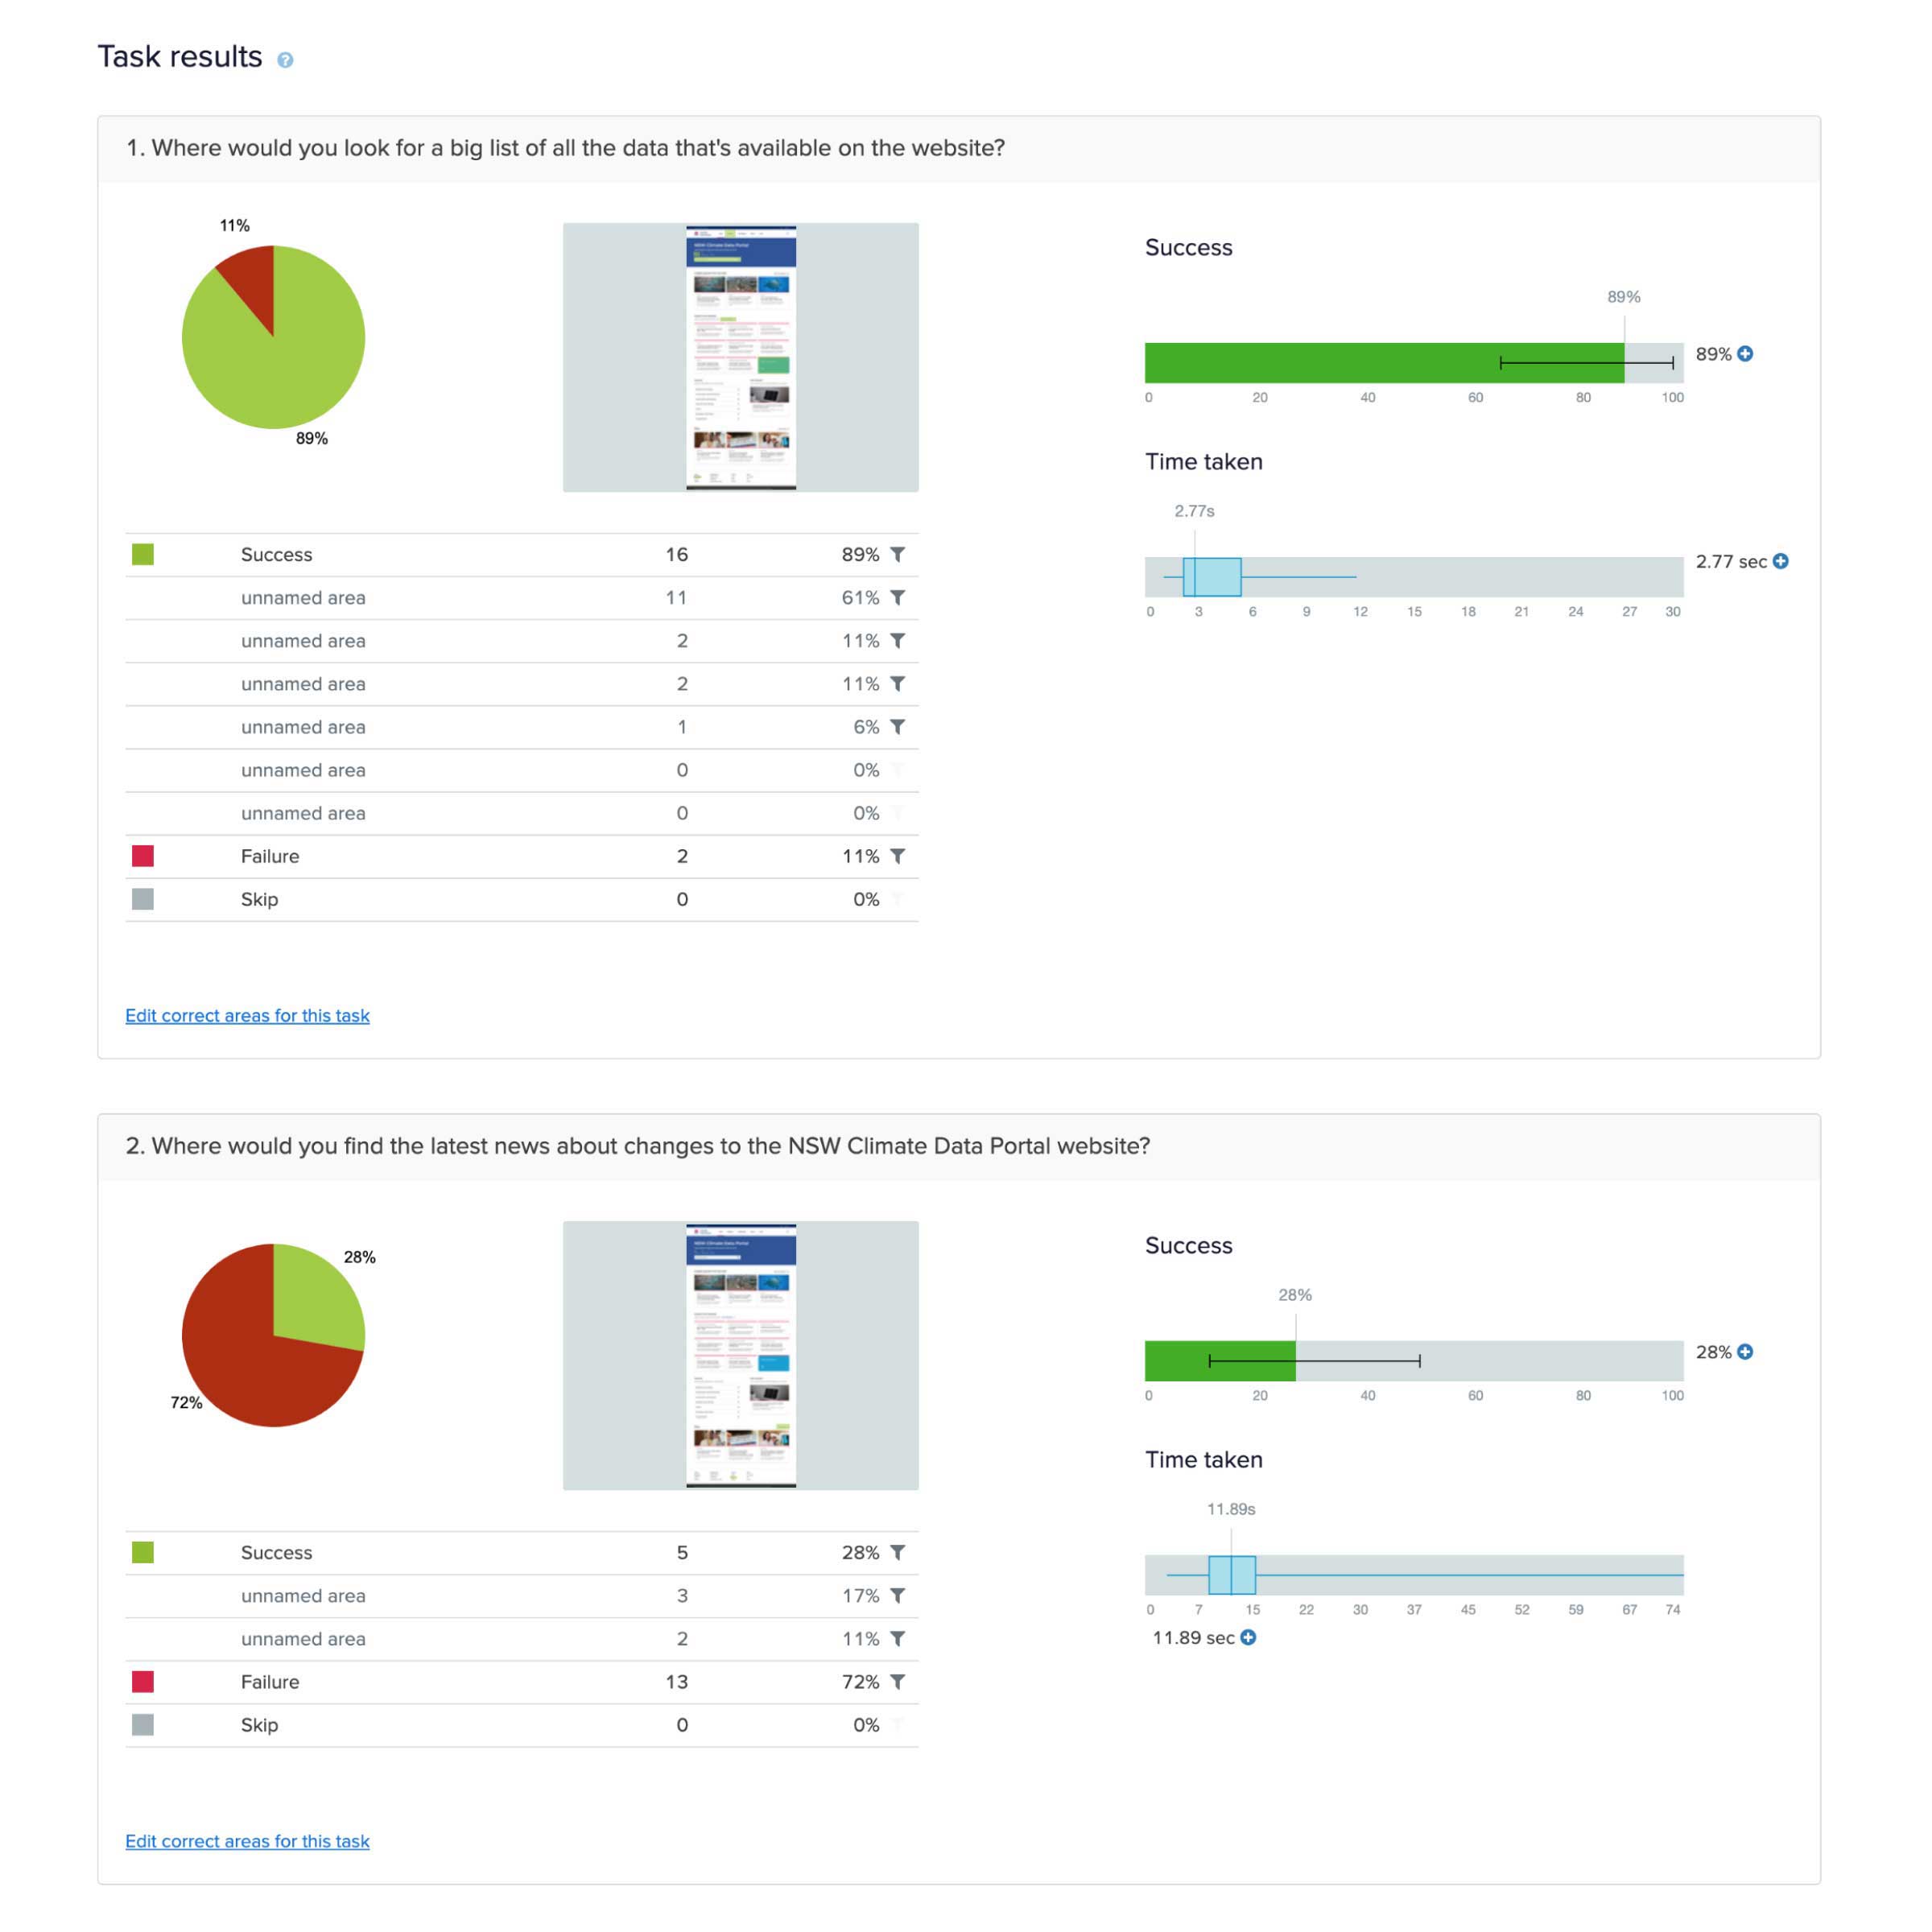 Task results ?
1. Where would you look for a big list of all the data that's available on the website?
11%
89%
Success 16 89%
unnamed area 11 61%
unnamed area 2 11%
unnamed area 2 11%
unnamed area 1 6%
unnamed area 0 0%
unnamed area 0 0%
Failure 2 11%
Skip 0 0%
Edit correct areas for this task
Success
89%
89%
0 20 40 60 80 100
Time taken
2.77s
2.77 sec
0 3 6 9 12 15 18 21 24 27 30
2. Where would you find the latest news about changes to the NSW Climate Data Portal website?
28%
72%
NSW Climate Data Portal
Success 5 28%
unnamed area 3 17%
unnamed area 2 11%
Failure 13 72%
Skip 0 0%
Edit correct areas for this task
Success
28%
28%
0 20 40 60 80 100
Time taken
11.89s
0 7 15 22 30 37 45 52 59 67 74
11.89 sec